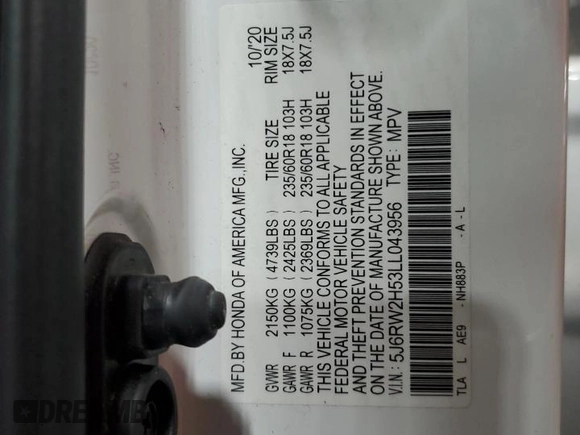 MFD.BY HONDA OF AMERICA MFG.,INC. 10/'20
GVWR 2150KG (4739LBS) TIRE SIZE RIM SIZE
GAWR F 1100KG (2425LBS) 235/60R18 103H 18X7.5J
GAWR R 1075KG (2369LBS) 235/60R18 103H 18X7.5J
THIS VEHICLE CONFORMS TO ALL APPLICABLE
FEDERAL MOTOR VEHICLE SAFETY
AND THEFT PREVENTION STANDARDS IN EFFECT
ON THE DATE OF MANUFACTURE SHOWN ABOVE.
V.I.N.: 5J6RW2H53LL043956 TYPE: MPV
TLA L AE9 - NH883P - A - L